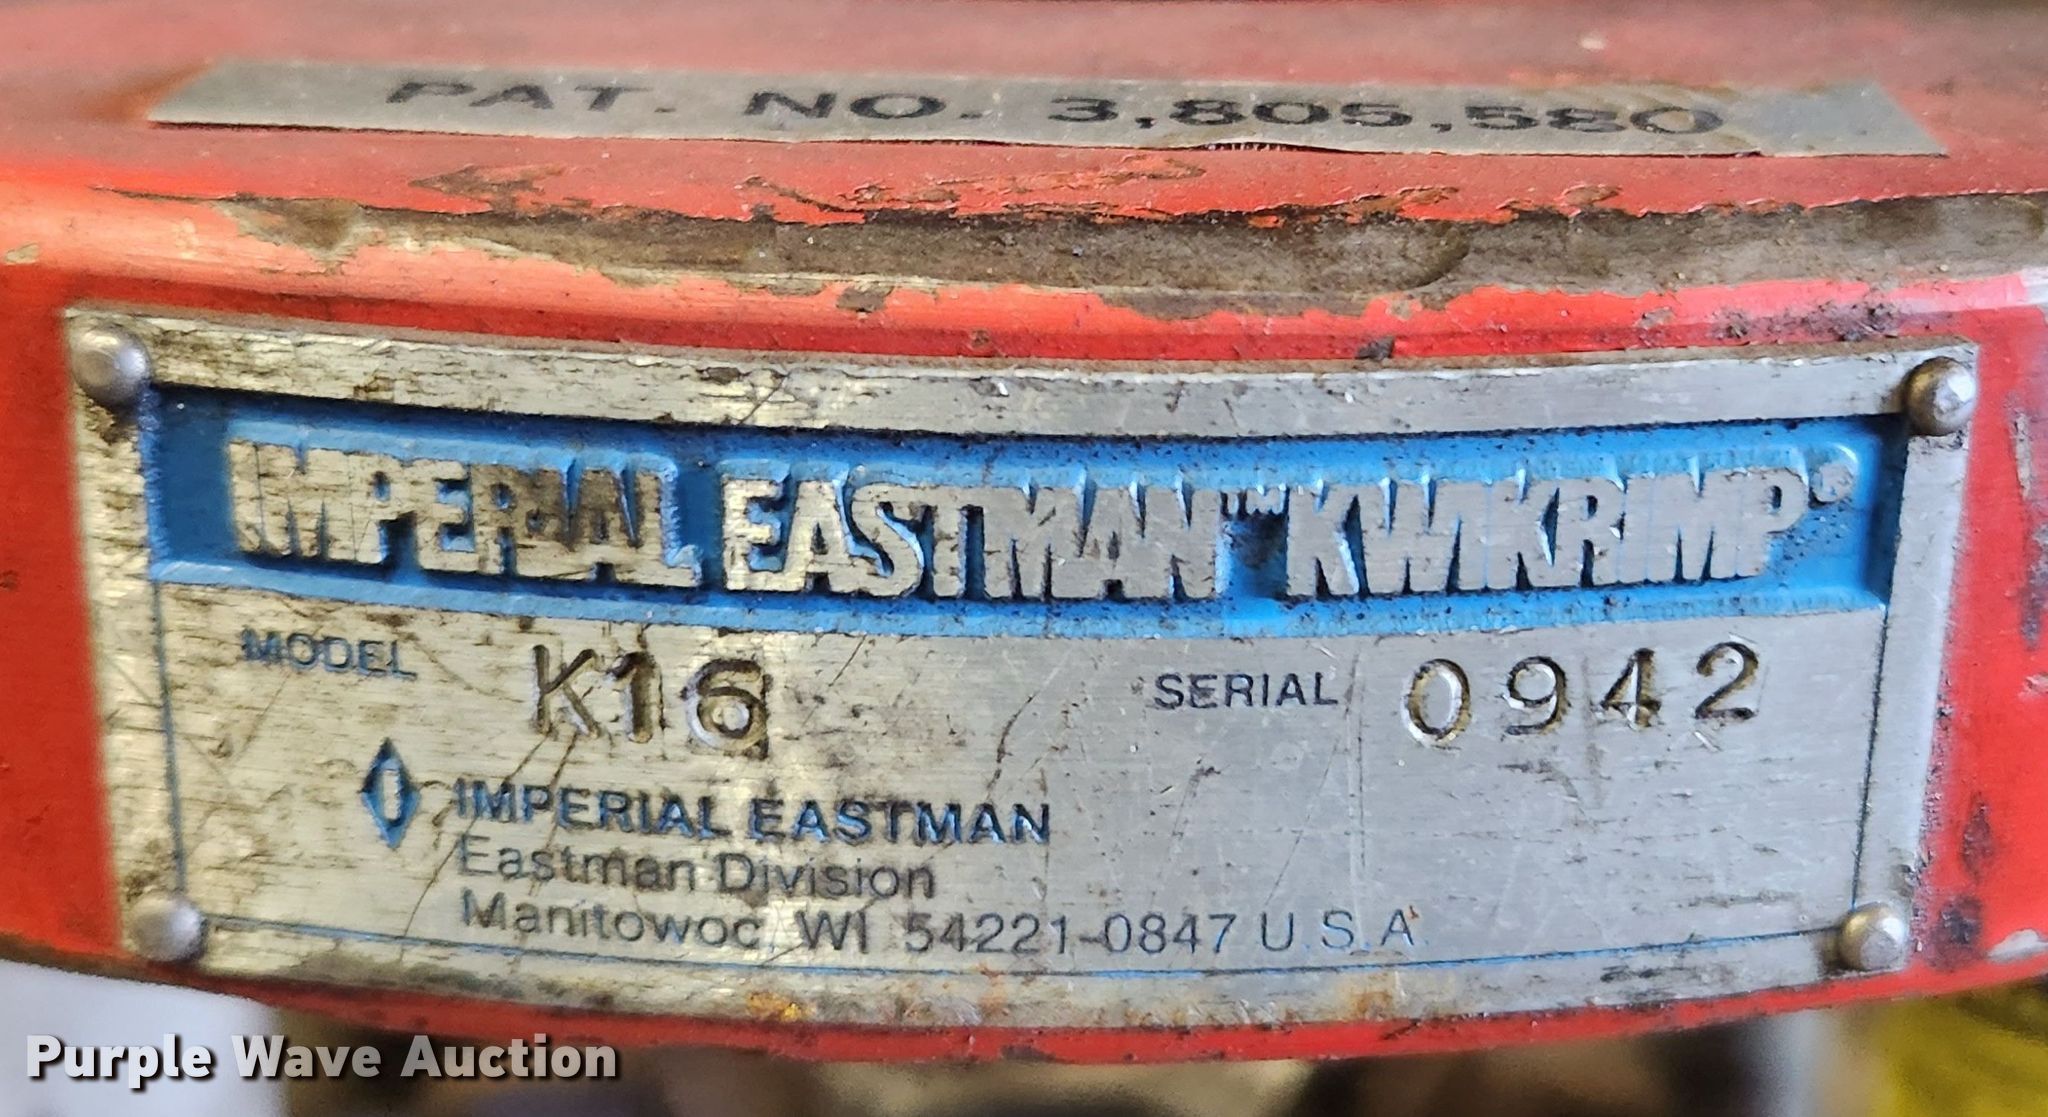 PAT. NO. 3,805,580
IMPERIAL EASTMAN™ KWIKRIMP®
MODEL K16 SERIAL 0942
IMPERIAL EASTMAN
Eastman Division
Manitowoc, WI 54221-0847 U.S.A.
Purple Wave Auction